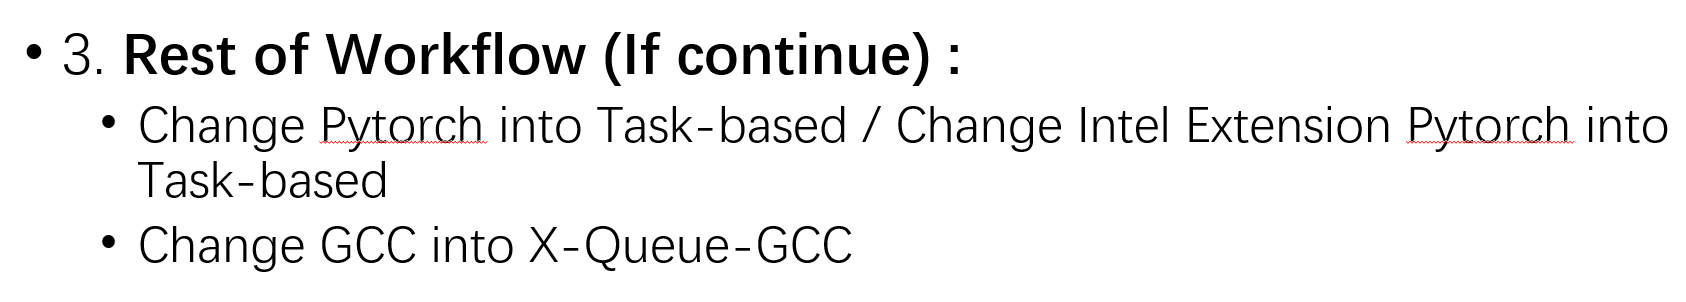 • 3. Rest of Workflow (If continue) :
• Change Pytorch into Task-based / Change Intel Extension Pytorch into
Task-based
• Change GCC into X-Queue-GCC